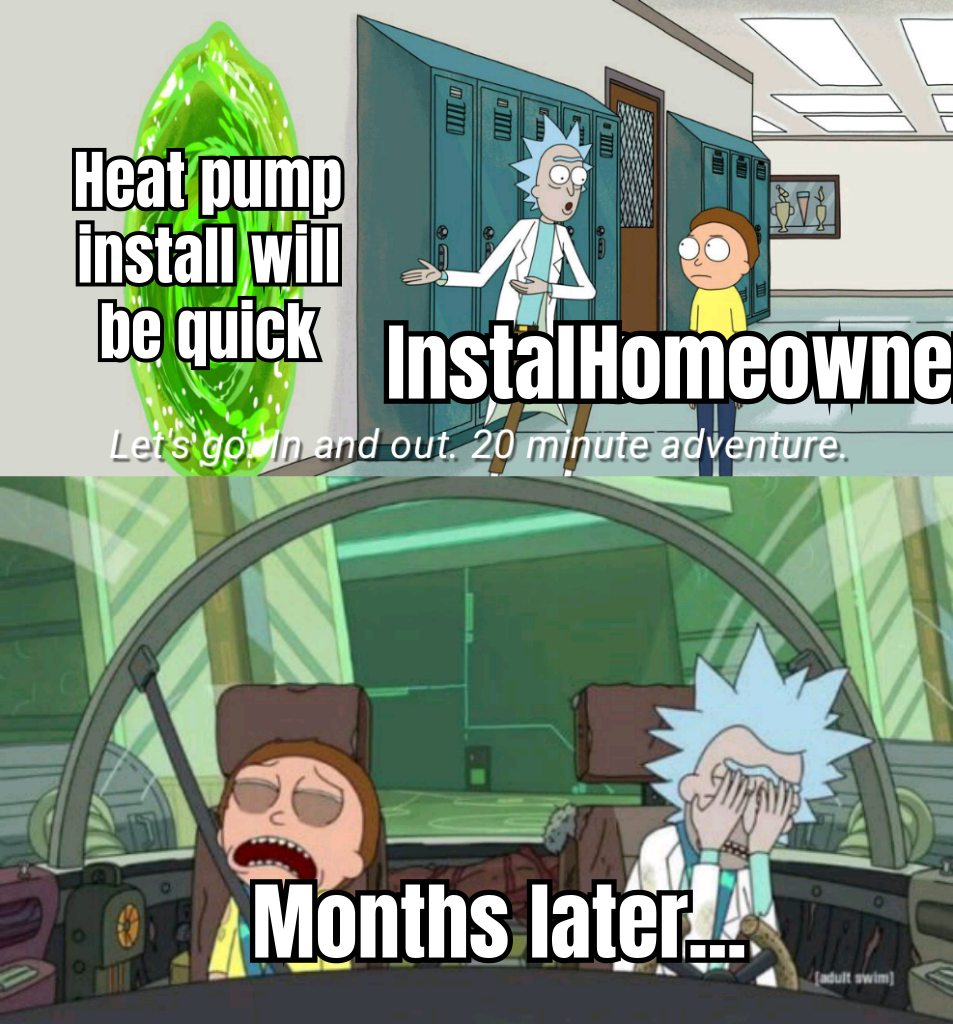 Heat pump
install will
be quick
InstalHomeowne
Let's go. In and out. 20 minute adventure.
Months later...
[adult swim]